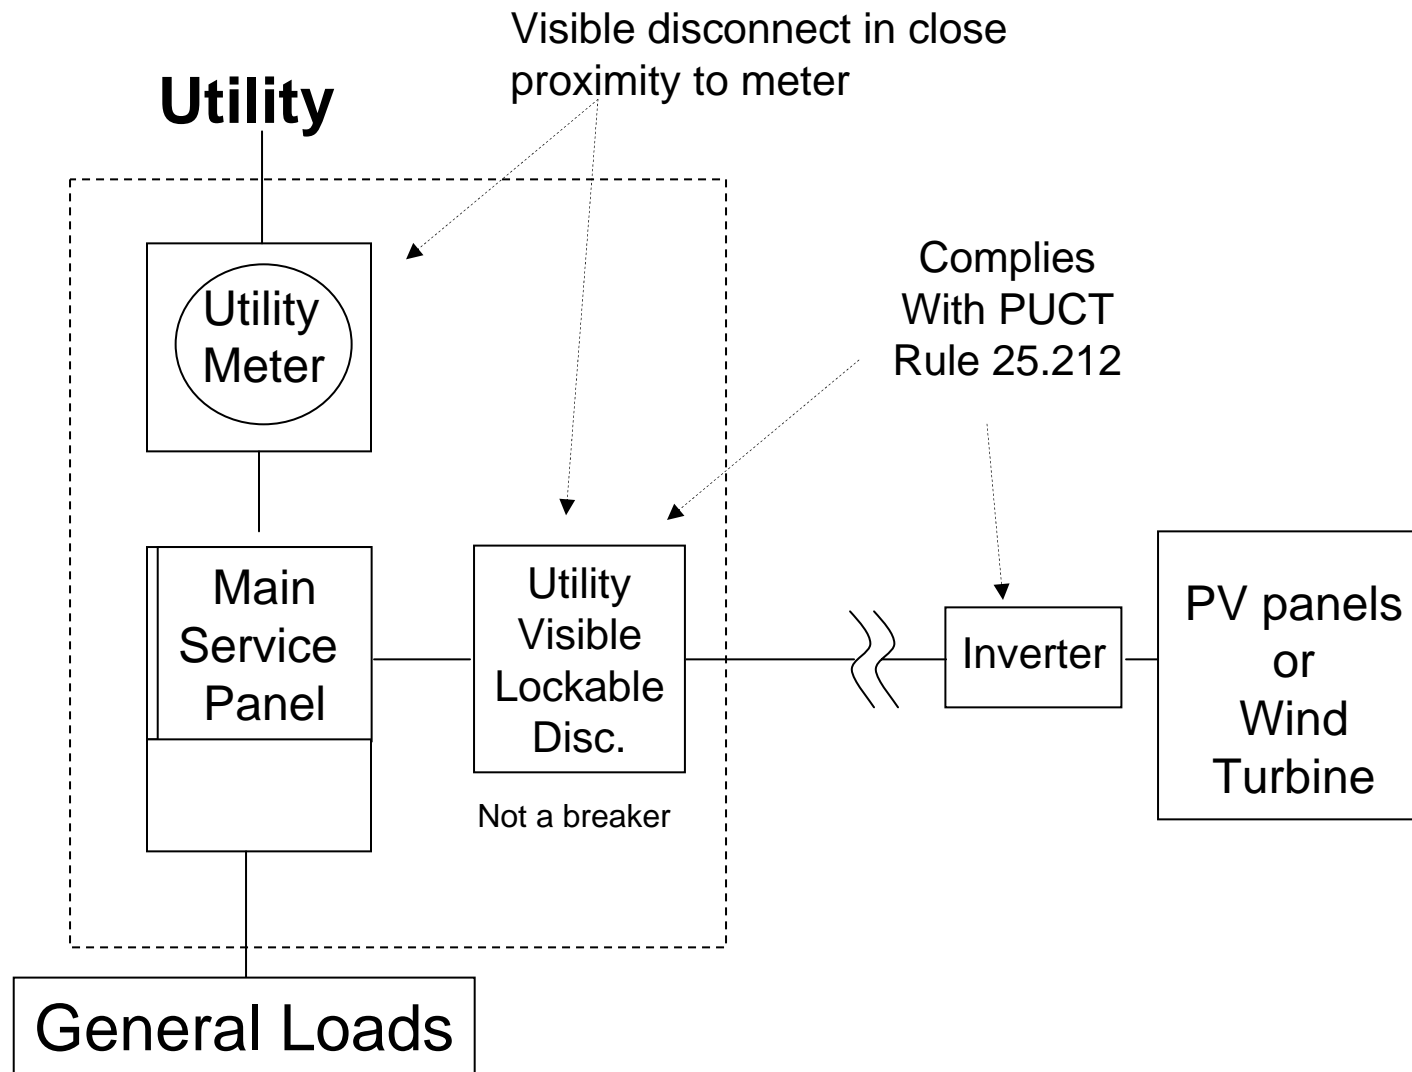 Visible disconnect in close
proximity to meter
Utility
Utility
Meter
Complies
With PUCT
Rule 25.212
Main
Service
Panel
Utility
Visible
Lockable
Disc.
Not a breaker
Inverter
PV panels
or
Wind
Turbine
General Loads